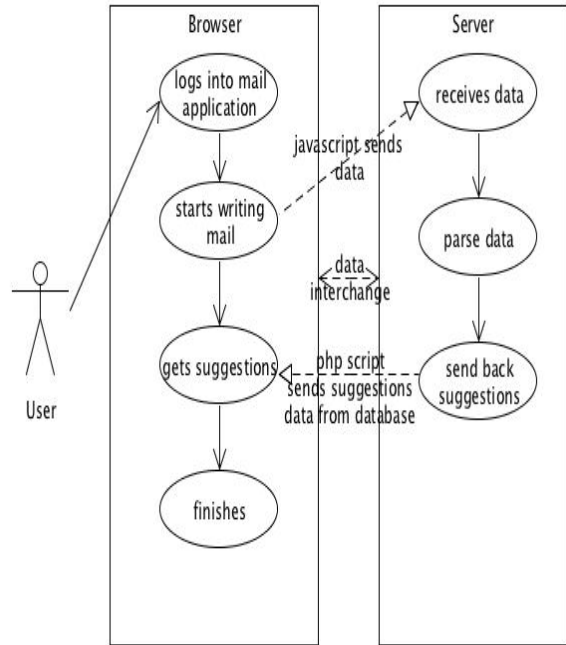 Browser
Server
logs into mail
application
receives data
javascript sends
data
starts writing
mail
parse data
data
interchange
gets suggestions
php script
sends suggestions
data from database
send back
suggestions
User
finishes